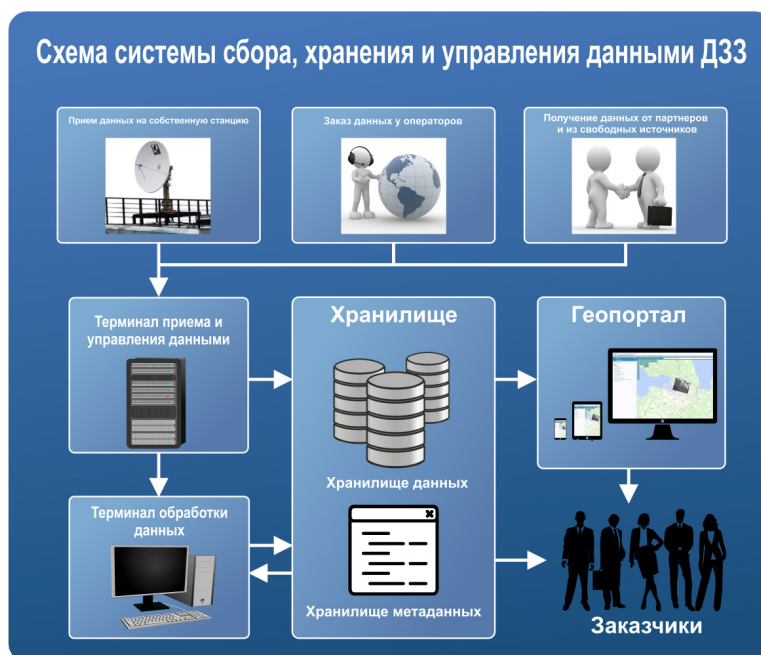 Схема системы сбора, хранения и управления данными ДЗЗ
Прием данных на собственную станцию
Заказ данных у операторов
Получение данных от партнеров
и из свободных источников
Терминал приема и
управления данными
Хранилище
Геопортал
Хранилище данных
Терминал обработки
данных
Хранилище метаданных
Заказчики